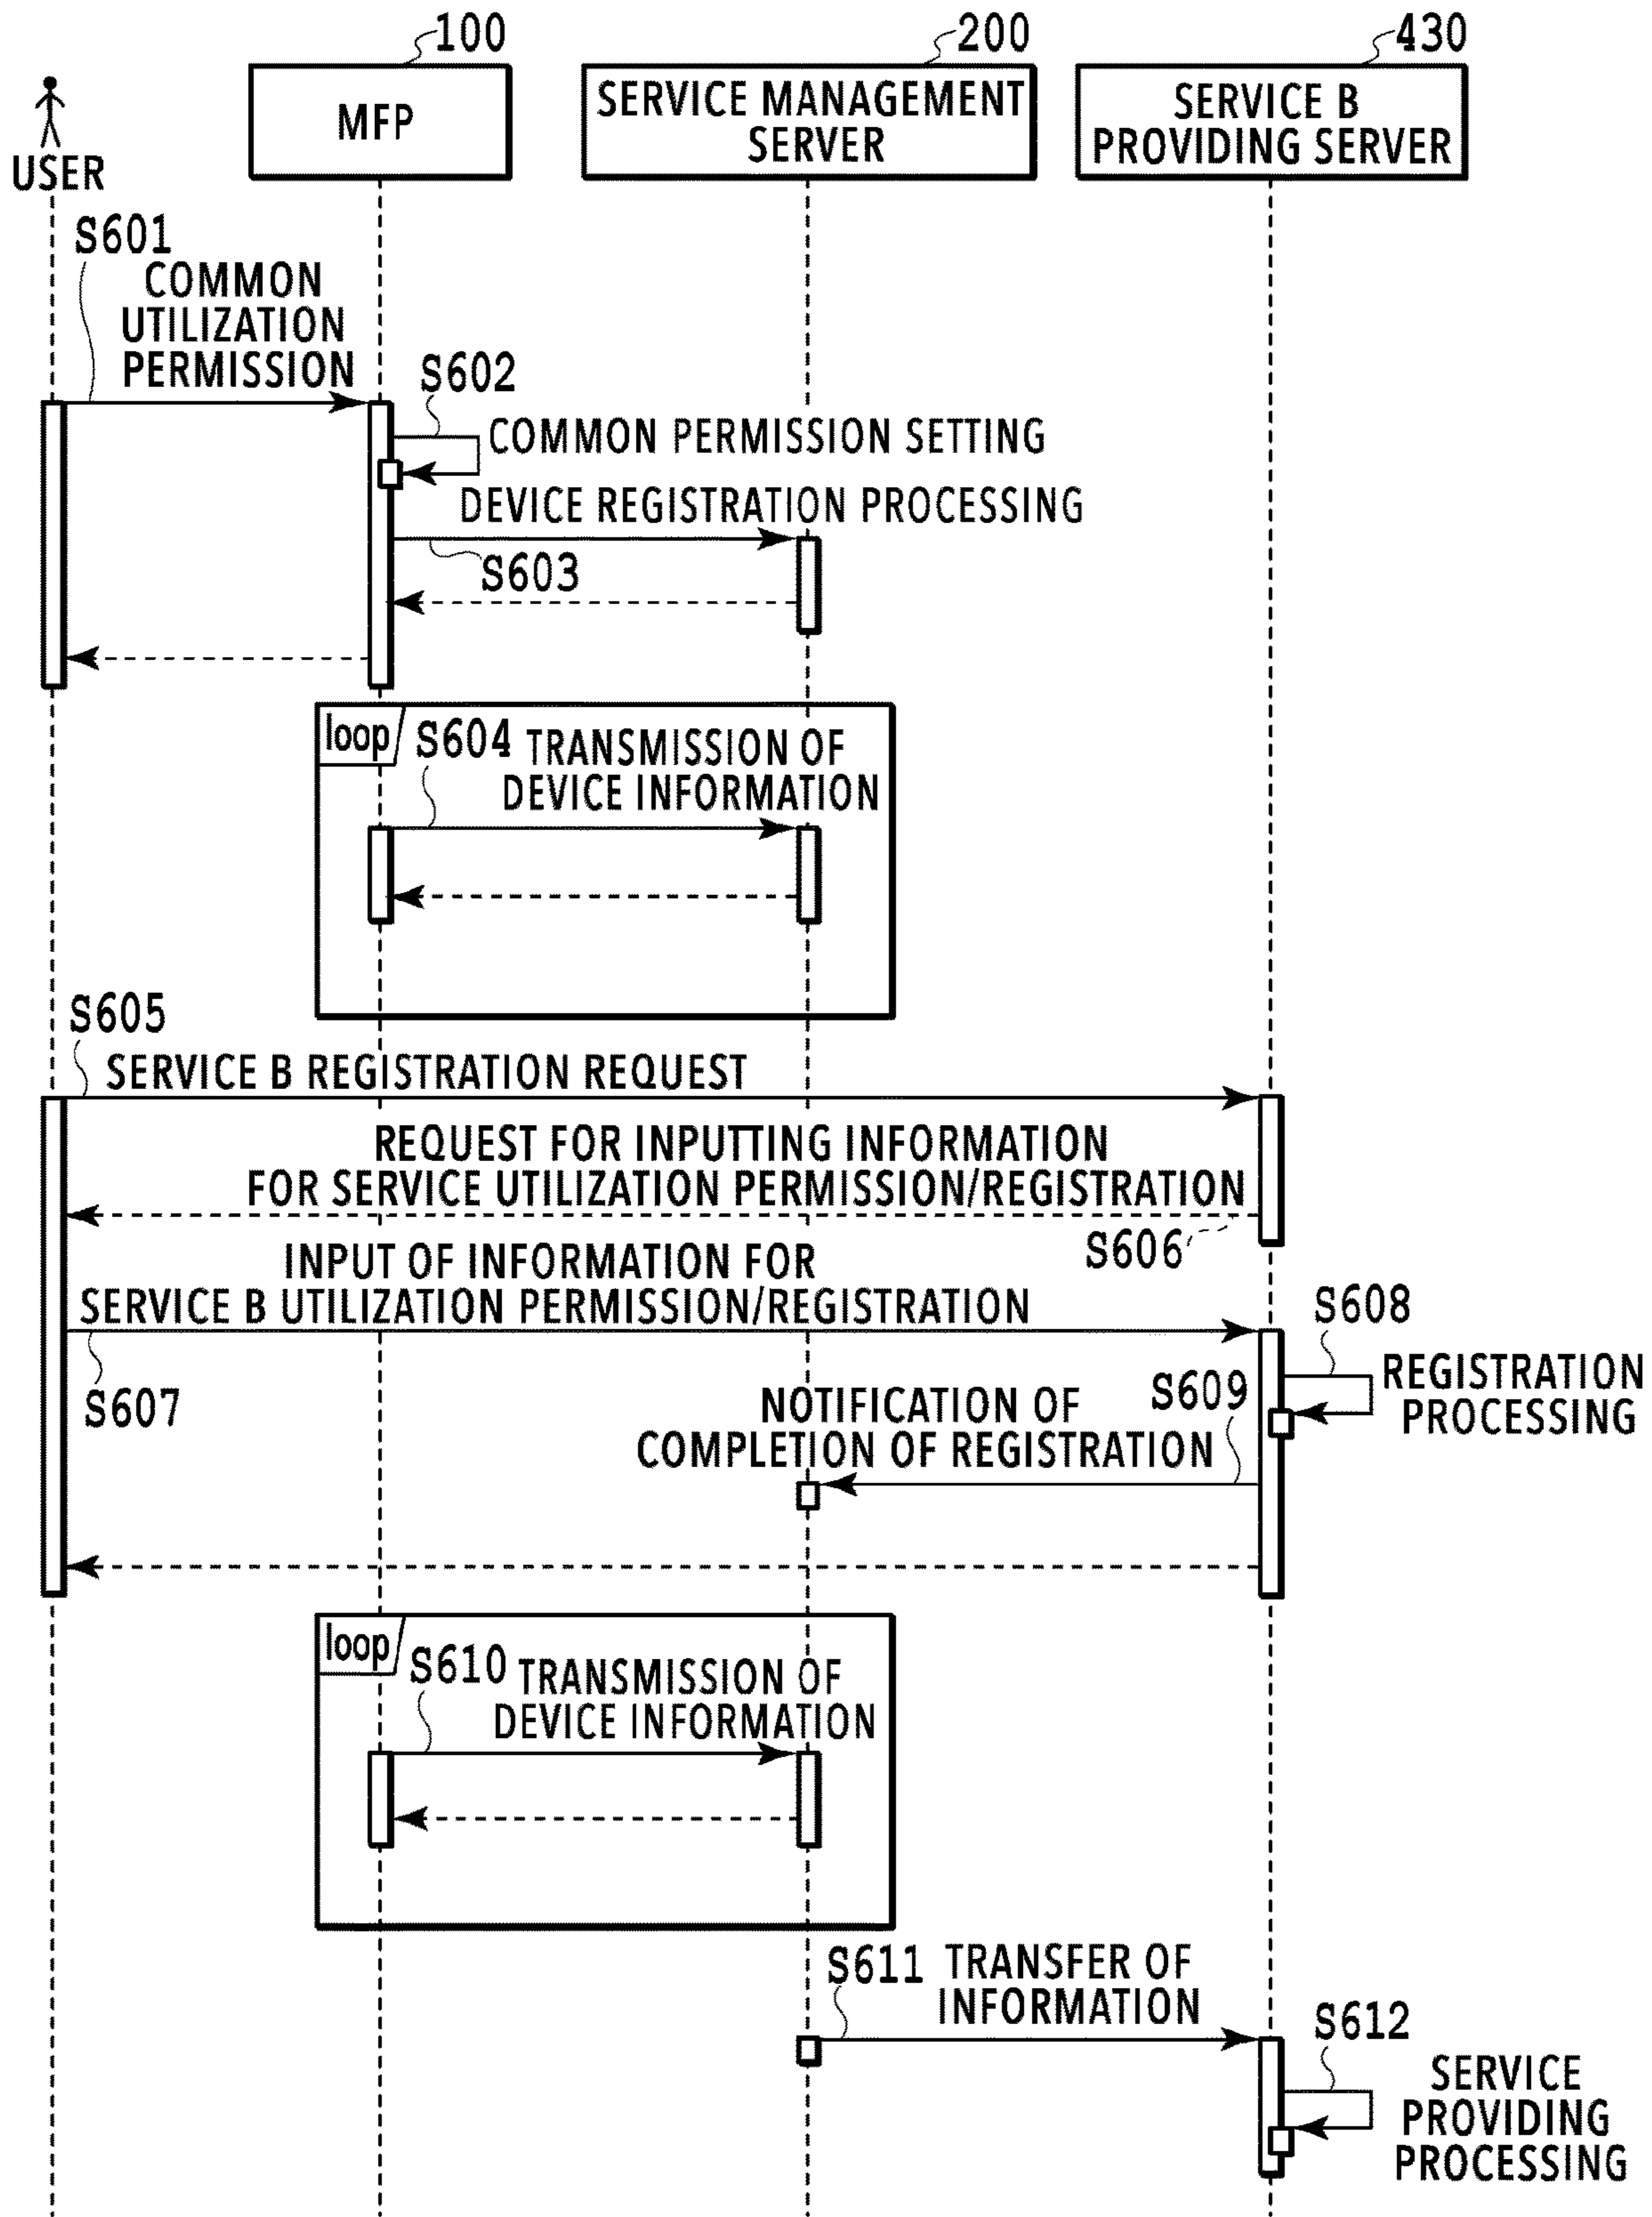 100
200
430
USER
MFP
SERVICE MANAGEMENT
SERVER
SERVICE B
PROVIDING SERVER
S601
COMMON
UTILIZATION
PERMISSION
S602
COMMON PERMISSION SETTING
DEVICE REGISTRATION PROCESSING
S603
loop
S604
TRANSMISSION OF
DEVICE INFORMATION
S605
SERVICE B REGISTRATION REQUEST
REQUEST FOR INPUTTING INFORMATION
FOR SERVICE UTILIZATION PERMISSION/REGISTRATION
S606
INPUT OF INFORMATION FOR
SERVICE B UTILIZATION PERMISSION/REGISTRATION
S607
S608
REGISTRATION
PROCESSING
S609
NOTIFICATION OF
COMPLETION OF REGISTRATION
loop
S610
TRANSMISSION OF
DEVICE INFORMATION
S611
TRANSFER OF
INFORMATION
S612
SERVICE
PROVIDING
PROCESSING